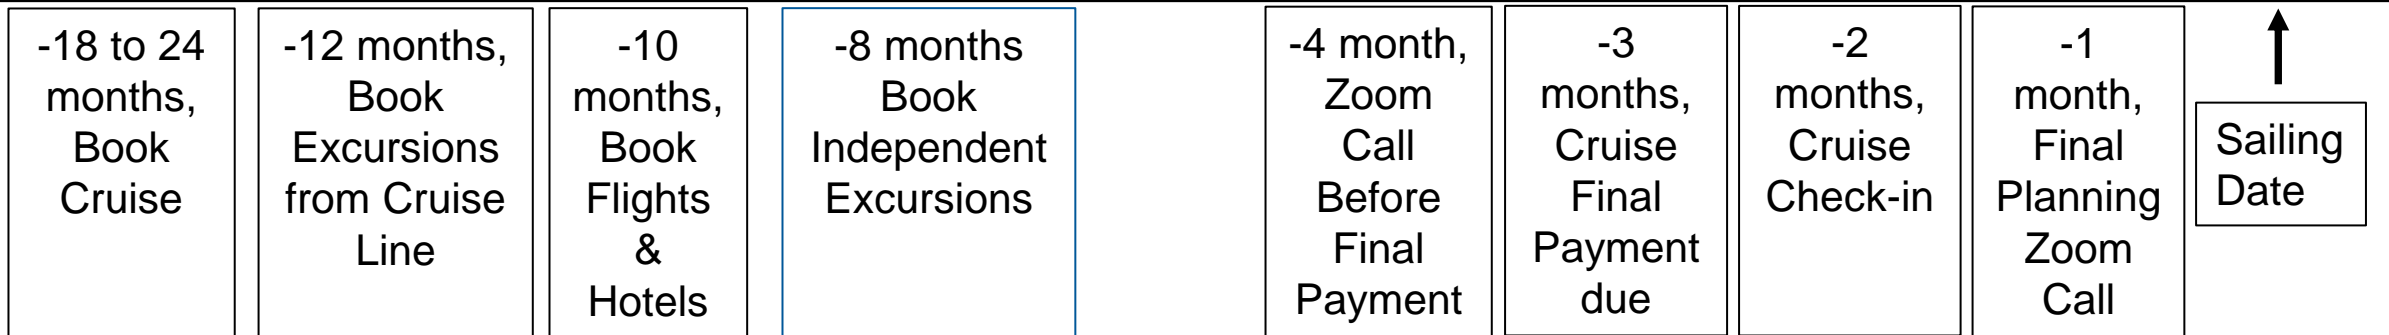 -18 to 24
months,
Book
Cruise
-12 months,
Book
Excursions
from Cruise
Line
-10
months,
Book
Flights
&
Hotels
-8 months
Book
Independent
Excursions
-4 month,
Zoom
Call
Before
Final
Payment
-3
months,
Cruise
Final
Payment
due
-2
months,
Cruise
Check-in
-1
month,
Final
Planning
Zoom
Call
Sailing
Date